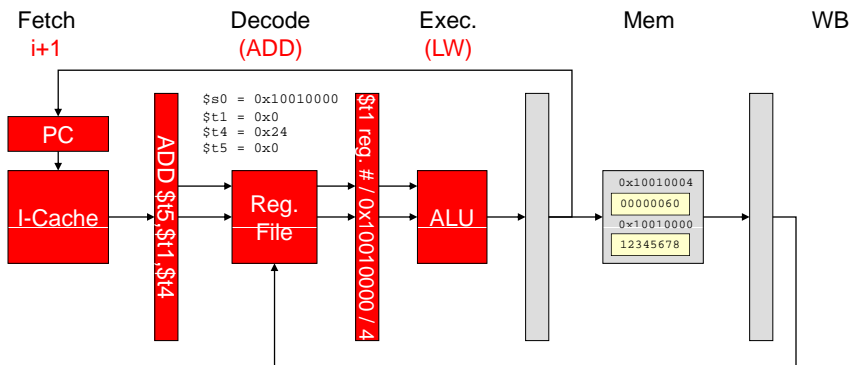 Fetch
Decode
Exec.
Mem
WB
i+1
(ADD)
(LW)
$s0 = 0x10010000
$t1 = 0x0
$t4 = 0x24
$t5 = 0x0
PC
I-Cache
ADD $t5,$t1,$t4
Reg.
File
$t1 reg. # / 0x10010000 / 4
ALU
0x10010004
00000060
0x10010000
12345678